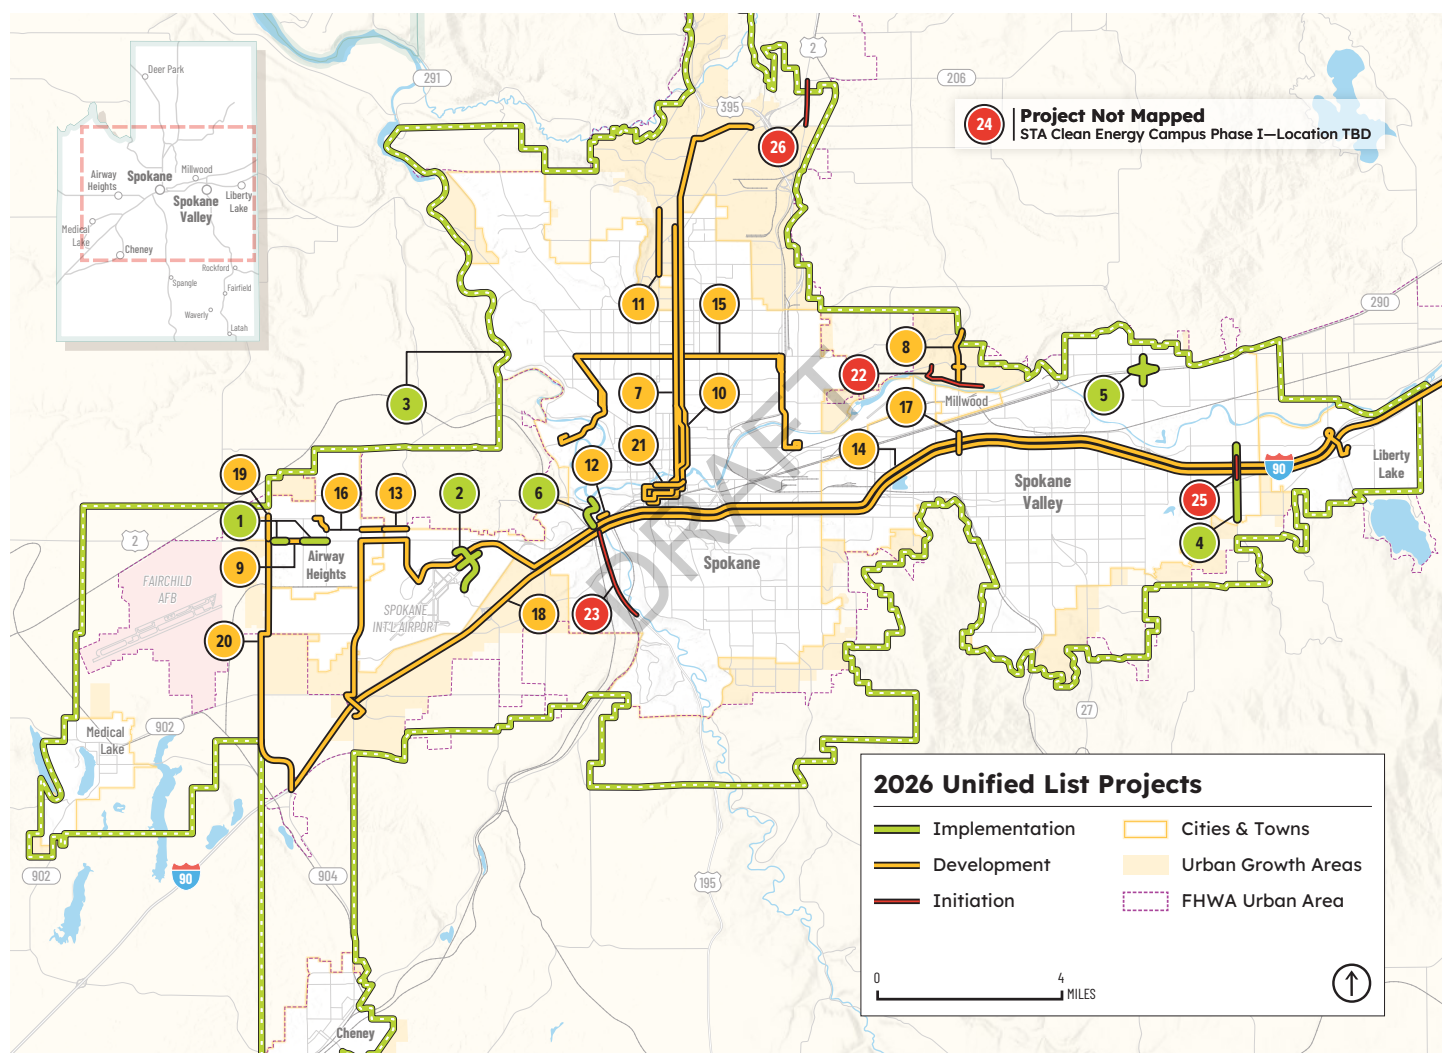 Deer Park
Millwood
Airway
Heights
Spokane
Spokane
Valley
Liberty
Lake
Medical
Lake
Cheney
Rockford
Spangle
Fairfield
Waverly
Latah
291
2
206
395
26
24
Project Not Mapped
STA Clean Energy Campus Phase I—Location TBD
290
11
15
8
22
3
7
10
5
17
Millwood
21
14
12
19
16
13
2
6
1
2
9
Airway
Heights
90
Liberty
Lake
25
4
Spokane
Valley
Spokane
DRAFT
FAIRCHILD
AFB
SPOKANE
INT'L AIRPORT
18
23
20
902
Medical
Lake
27
902
90
904
195
Cheney
2026 Unified List Projects
Implementation
Development
Initiation
Cities & Towns
Urban Growth Areas
FHWA Urban Area
0
4
MILES